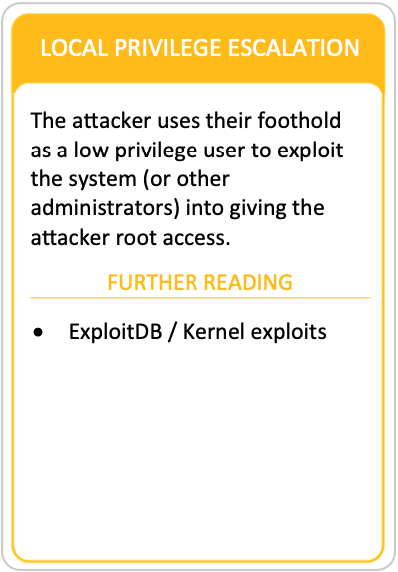 LOCAL PRIVILEGE ESCALATION
The attacker uses their foothold
as a low privilege user to exploit
the system (or other
administrators) into giving the
attacker root access.
FURTHER READING
• ExploitDB / Kernel exploits